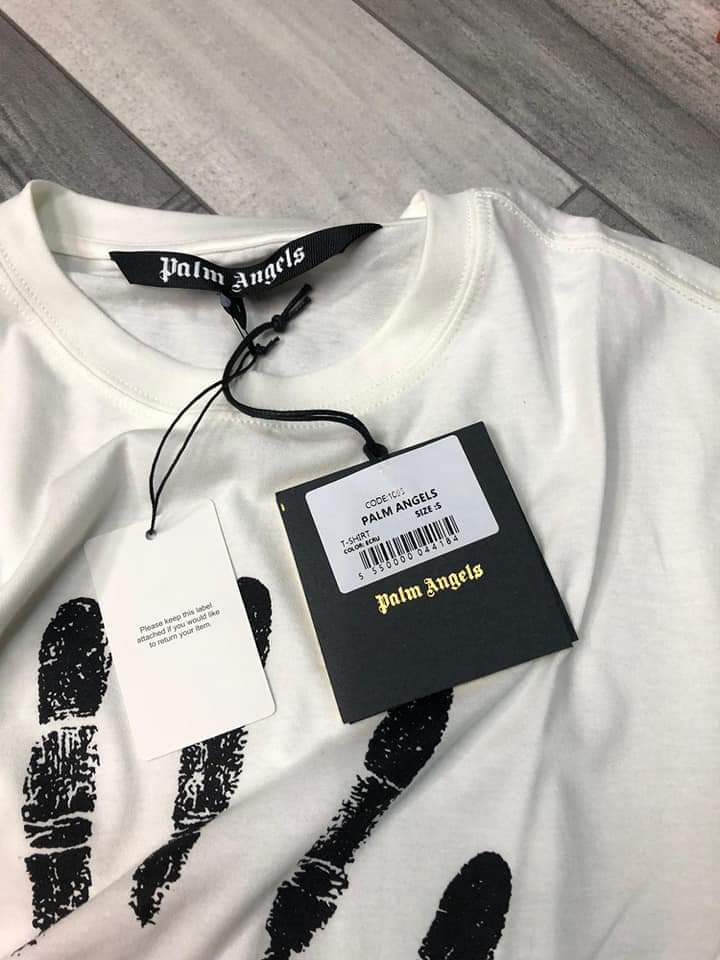 Palm Angels
CODE:1085
PALM ANGELS
T-SHIRT
SIZE :S
COLOR: ECRU
5 550000 044184
Palm Angels
Please keep this label
attached if you would like
to return your item.